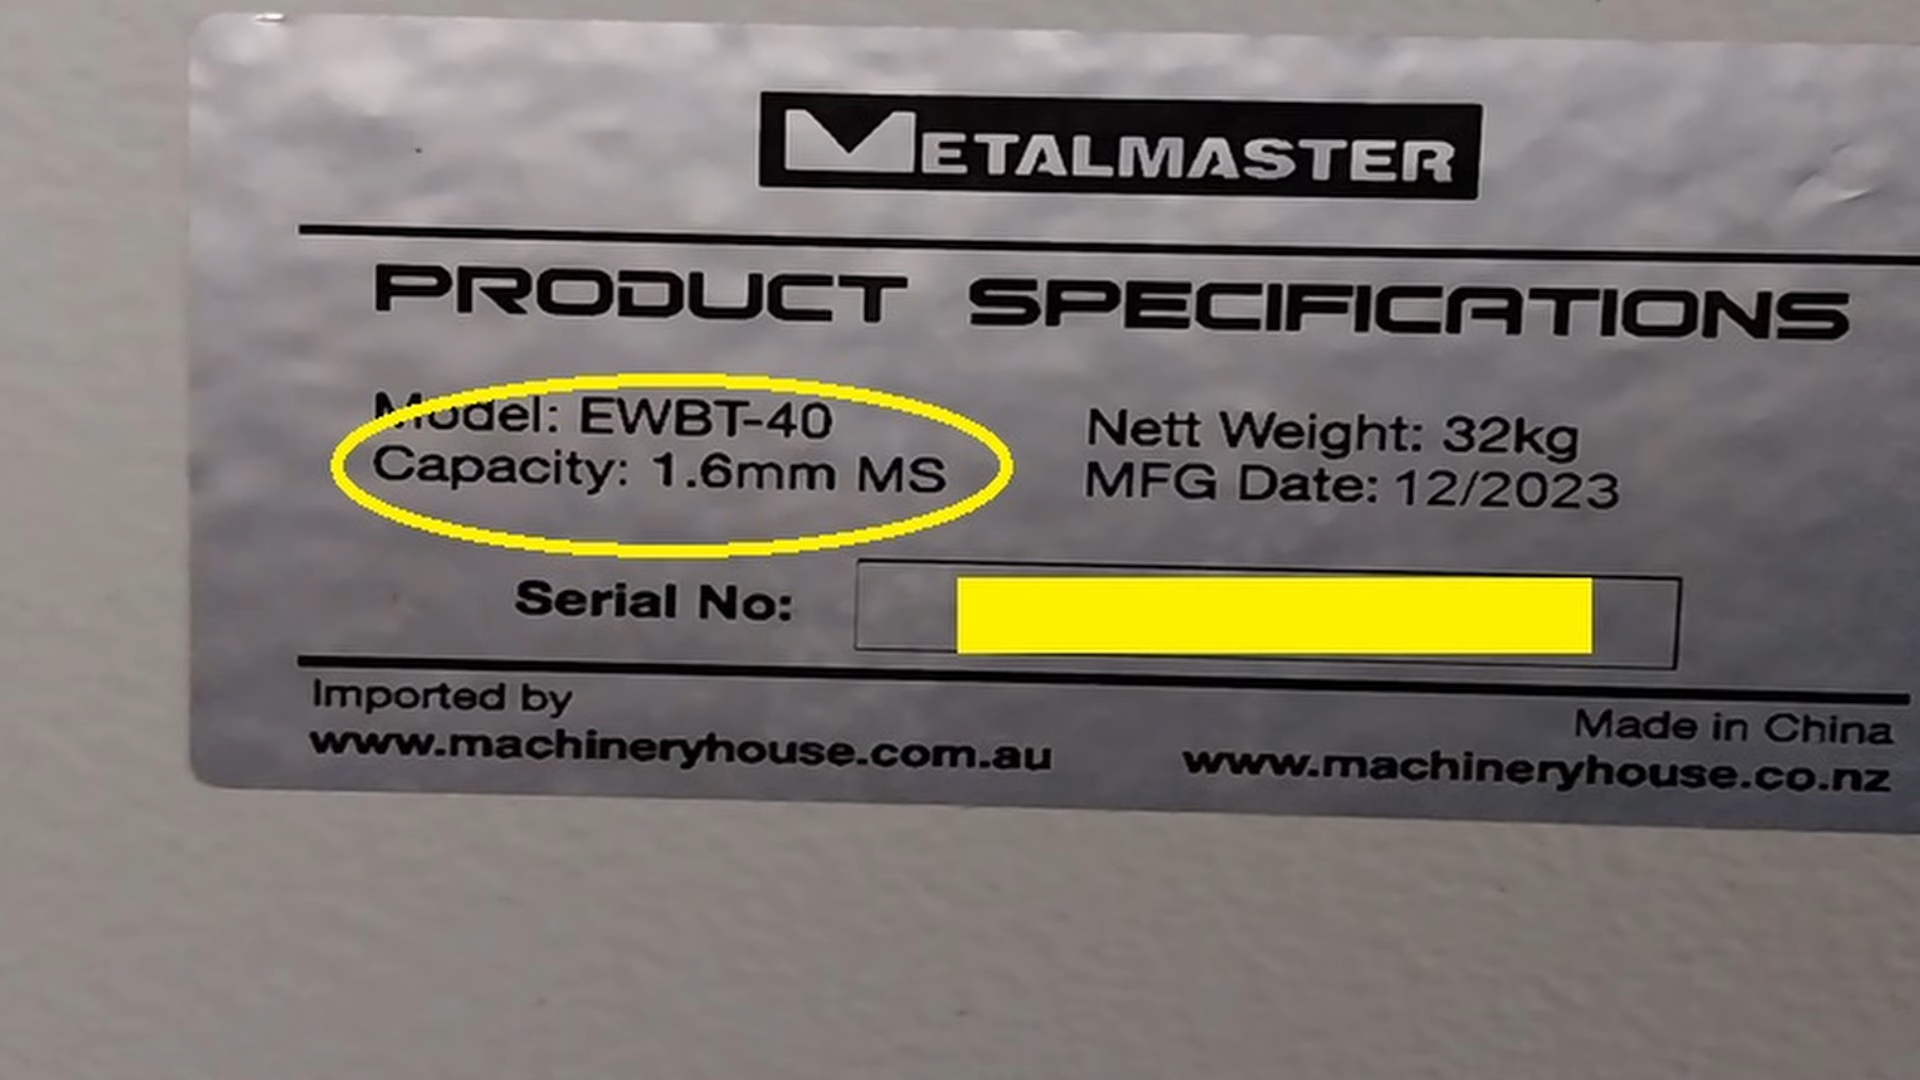 METALMASTER
PRODUCT SPECIFICATIONS
Model: EWBT-40
Capacity: 1.6mm MS
Nett Weight: 32kg
MFG Date: 12/2023
Serial No:
Imported by
www.machineryhouse.com.au
Made in China
www.machineryhouse.co.nz